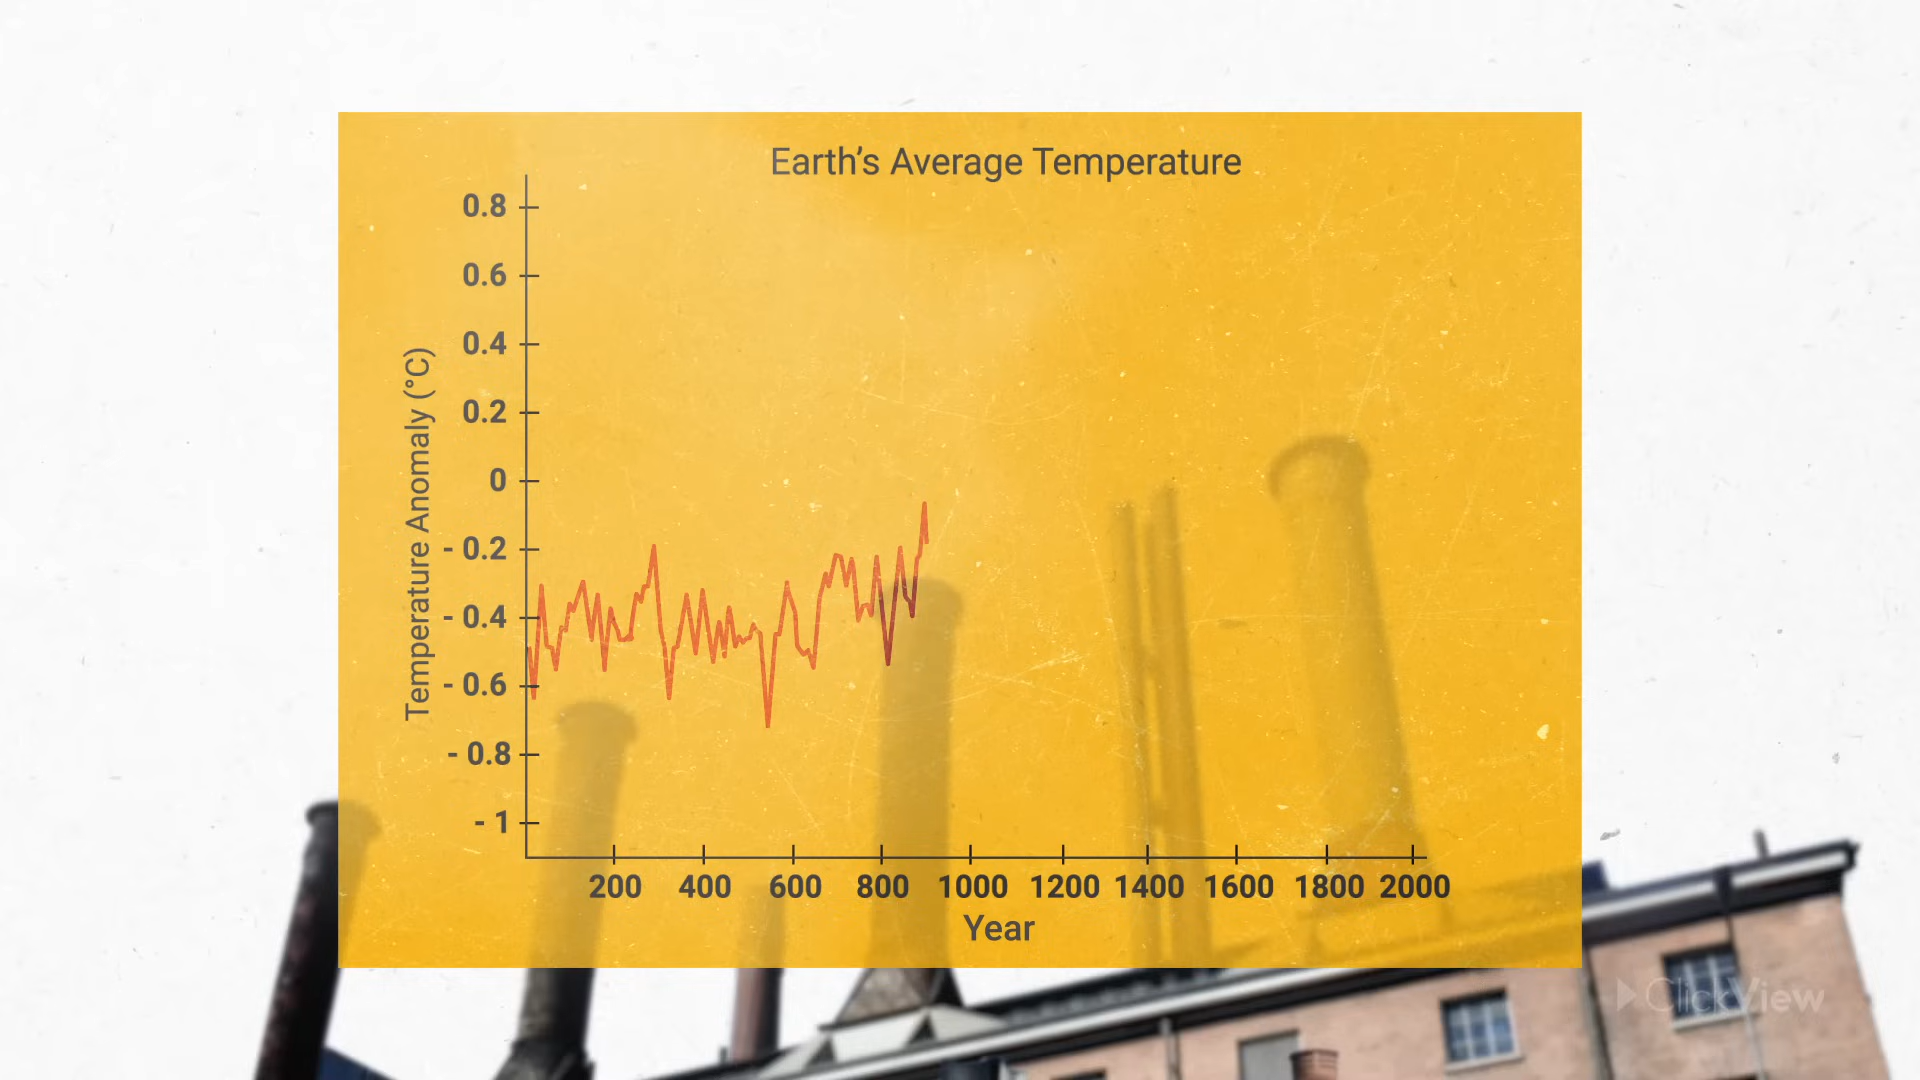 Earth's Average Temperature
0.8
0.6
0.4
0.2
0
- 0.2
- 0.4
- 0.6
- 0.8
- 1
Temperature Anomaly (°C)
200 400 600 800 1000 1200 1400 1600 1800 2000
Year
ClickView